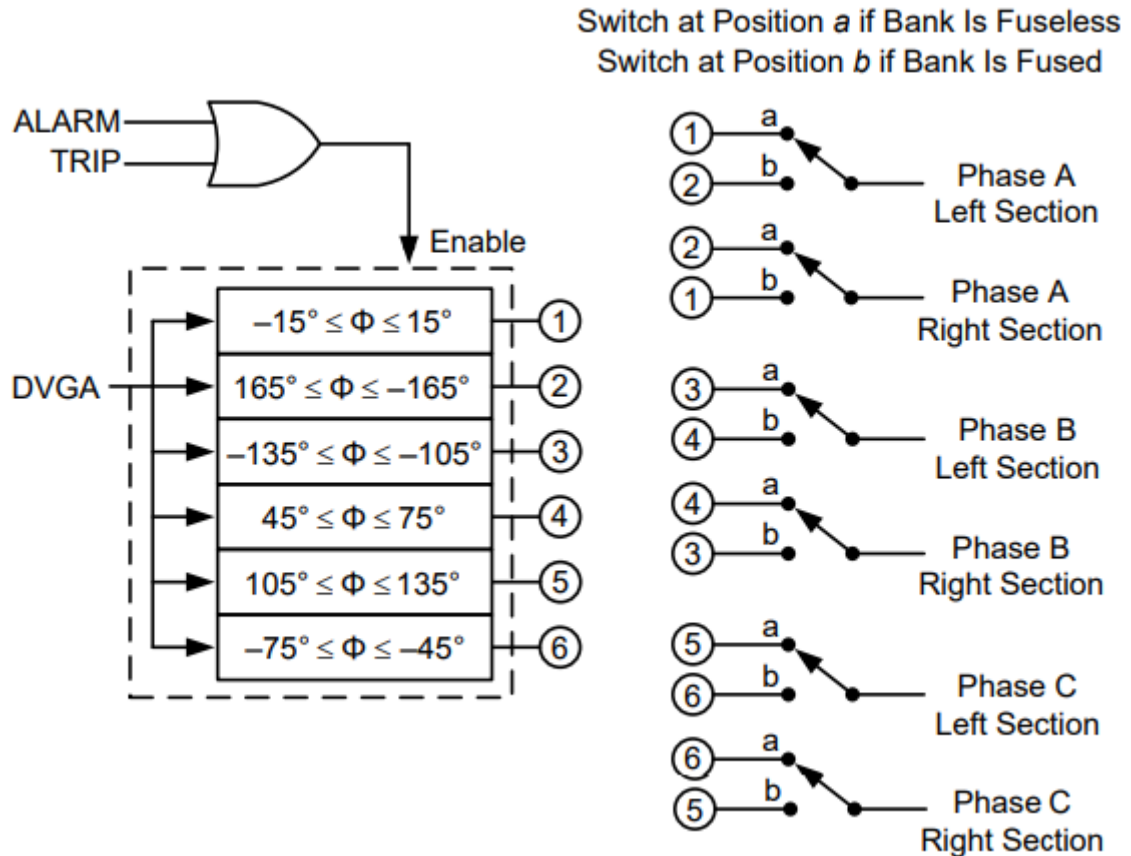 Switch at Position a if Bank Is Fuseless
Switch at Position b if Bank Is Fused
ALARM
TRIP
Enable
DVGA
–15° ≤ Φ ≤ 15°
1
165° ≤ Φ ≤ –165°
2
–135° ≤ Φ ≤ –105°
3
45° ≤ Φ ≤ 75°
4
105° ≤ Φ ≤ 135°
5
–75° ≤ Φ ≤ –45°
6
1
a
2
b
Phase A
Left Section
2
a
1
b
Phase A
Right Section
3
a
4
b
Phase B
Left Section
4
a
3
b
Phase B
Right Section
5
a
6
b
Phase C
Left Section
6
a
5
b
Phase C
Right Section